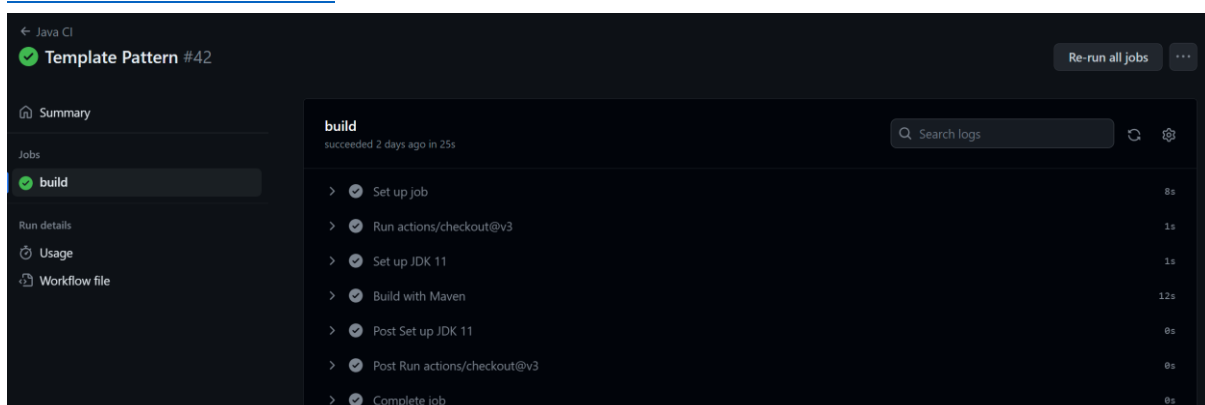 Java CI
Template Pattern #42
Re-run all jobs
Summary
Jobs
build
Run details
Usage
Workflow file
build
succeeded 2 days ago in 25s
Search logs
Set up job 8s
Run actions/checkout@v3 1s
Set up JDK 11 1s
Build with Maven 12s
Post Set up JDK 11 0s
Post Run actions/checkout@v3 0s
Complete job 0s